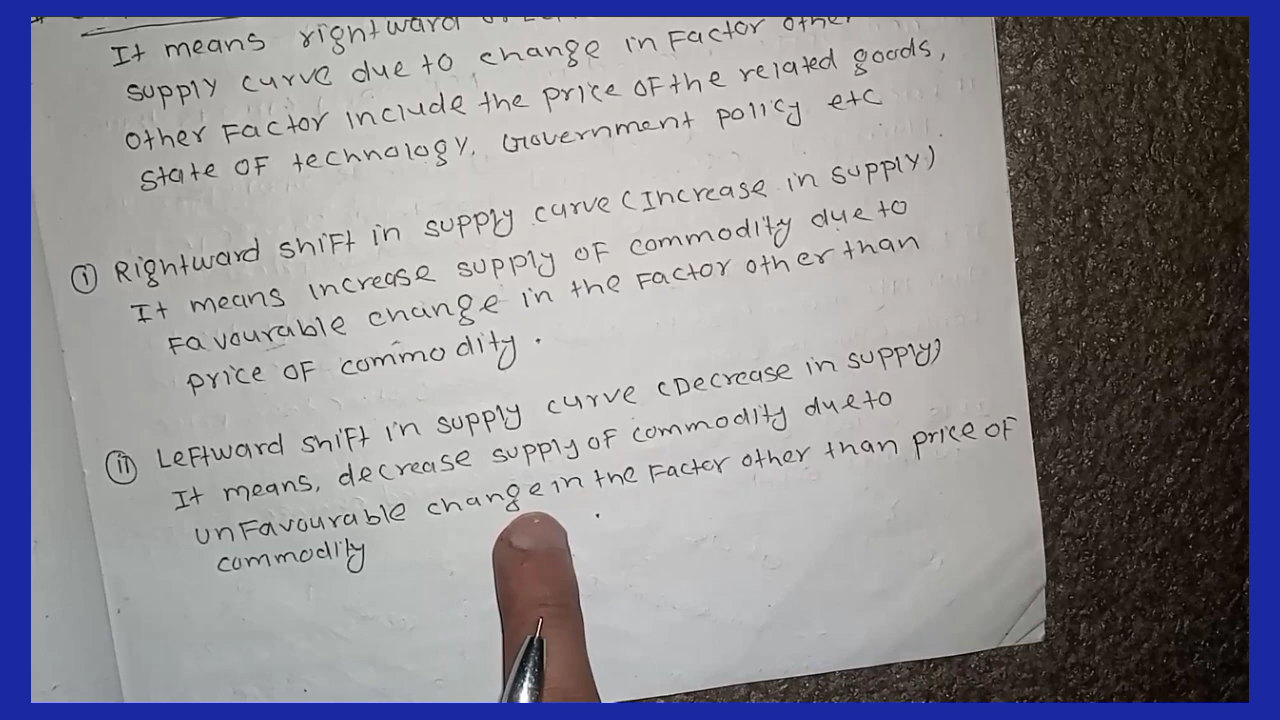 It means rightward
supply curve due to change in Factor other
other Factor include the price of the related goods,
state of technology, Government policy etc
(i) Rightward shift in supply curve (Increase in supply)
It means increase supply of commodity due to
Favourable change in the Factor other than
price of commodity.
(ii) Leftward shift in supply curve (Decrease in supply)
It means, decrease supply of commodity due to
unFavourable change in the Factor other than price of
commodity